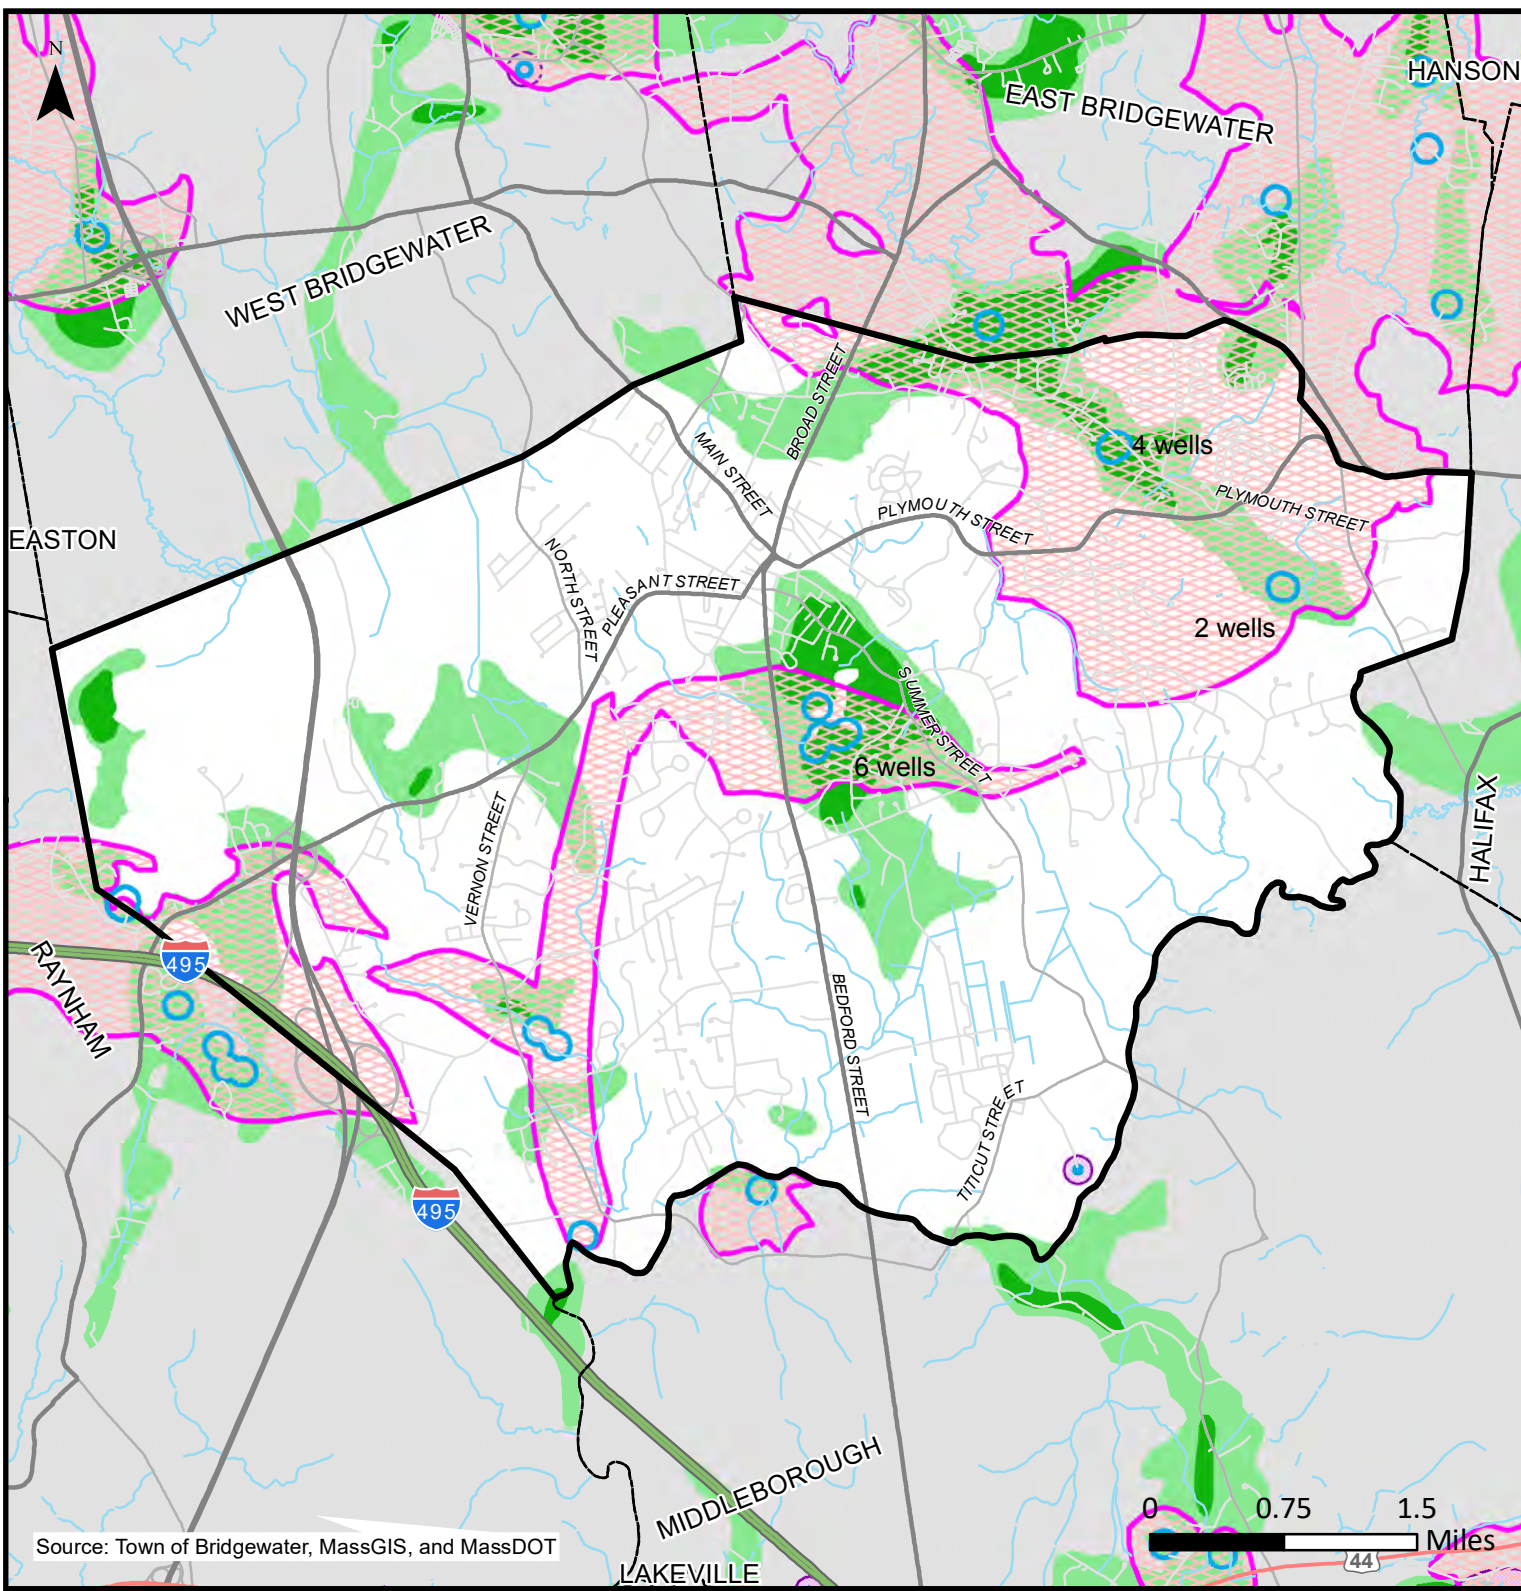 N
HANSON
EAST BRIDGEWATER
WEST BRIDGEWATER
BROAD STREET
MAIN STREET
4 wells
PLYMOUTH STREET
PLYMOUTH STREET
EASTON
NORTH STREET
PLEASANT STREET
2 wells
SUMMER STREET
6 wells
VERNON STREET
HALIFAX
RAYNHAM
495
BEDFORD STREET
TITICUT STREET
495
MIDDLEBOROUGH
0 0.75 1.5
Miles
44
Source: Town of Bridgewater, MassGIS, and MassDOT
LAKEVILLE